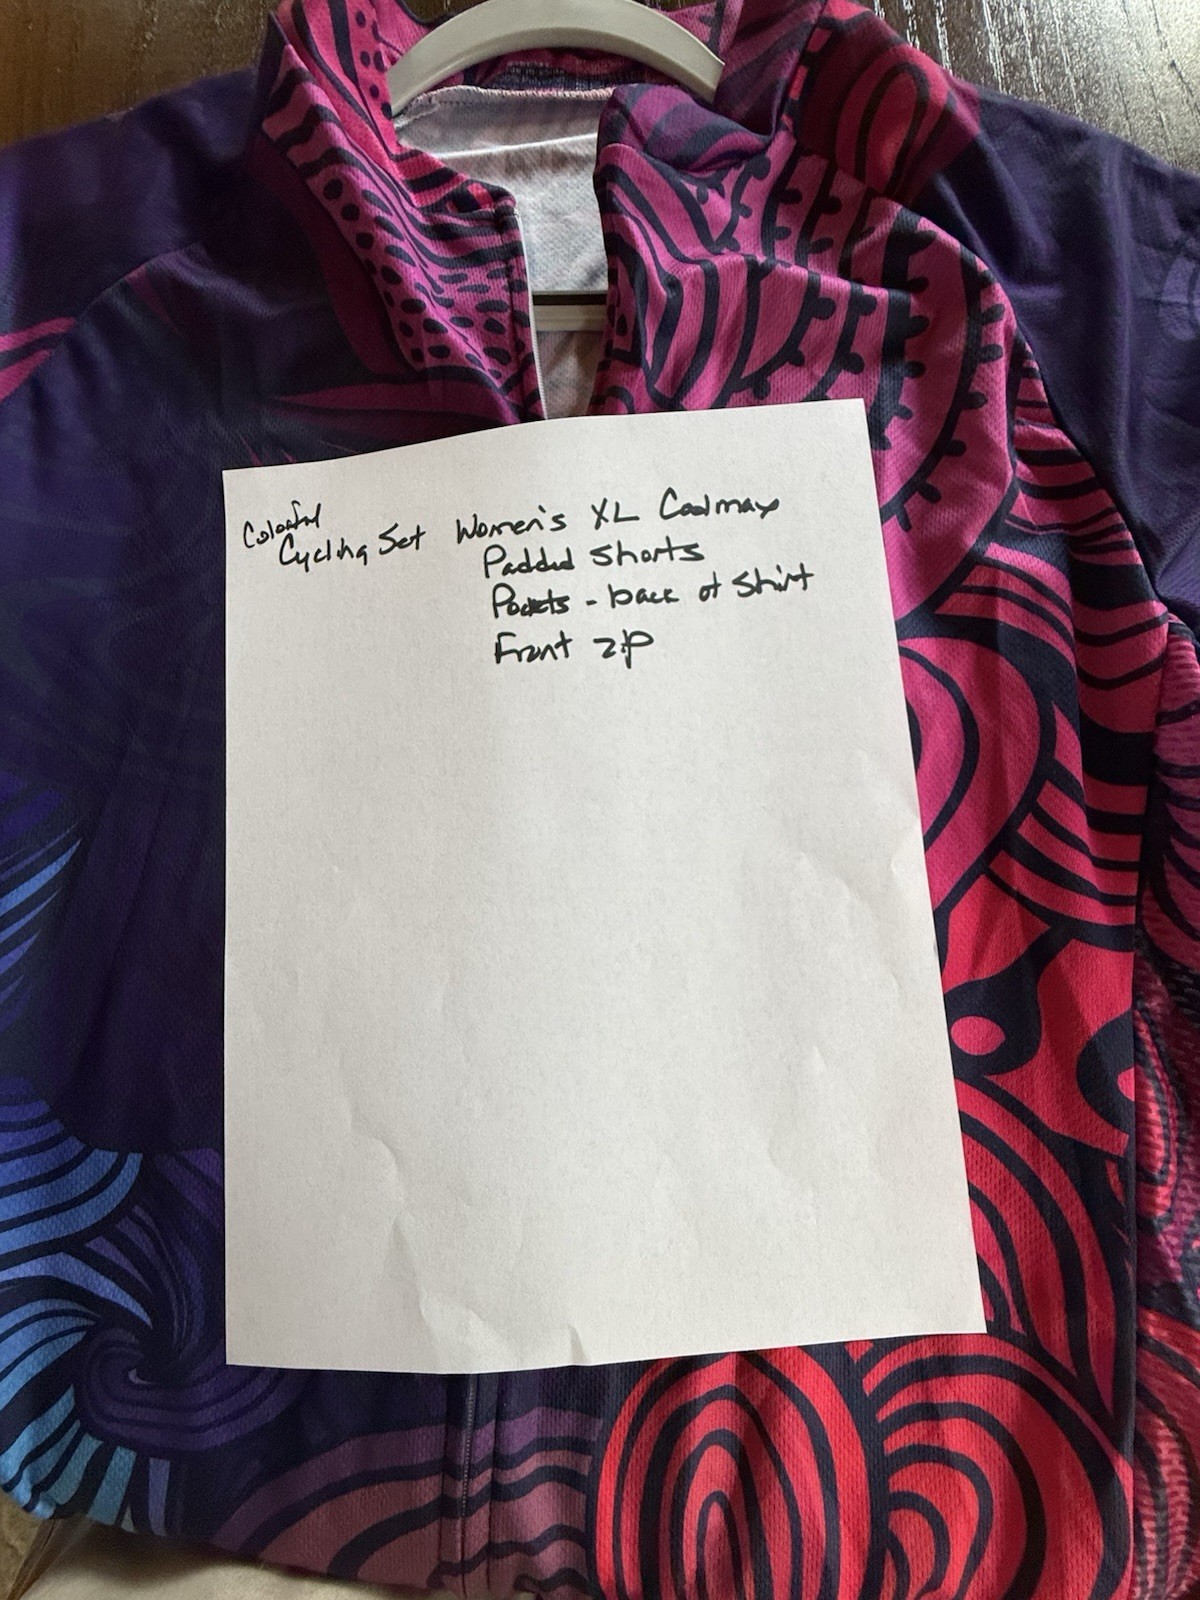 Colorful
Cycling Set Women's XL Coolmax
Padded Shorts
Pockets - back of Shirt
Front zip